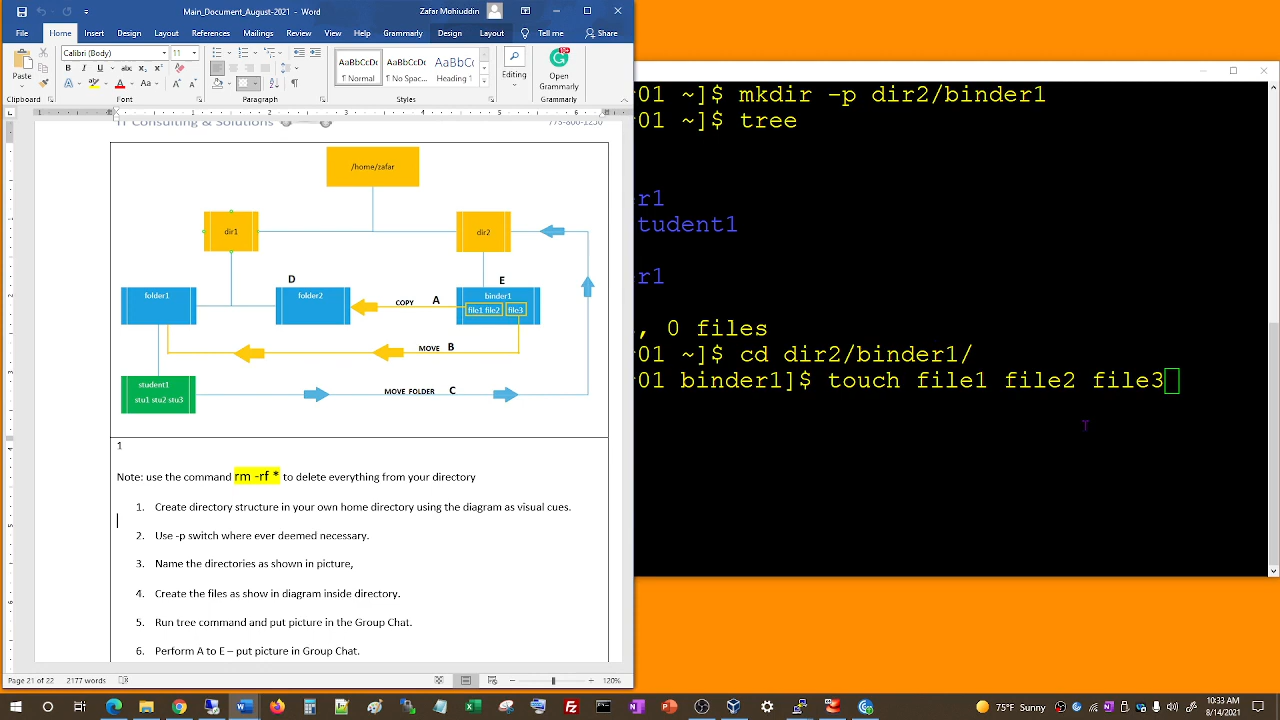 Main_Document_August-2021 - Word
Zafar Mohiuddin
File Home Insert Design Layout References Mailings Review View Developer Help Design Layout Tell me Share
Calibri (Body) 11
Paste
AaBbCcDc AaBbCcDc AaBbCc
¶ Normal ¶ No Spac... Heading 1
Editing
Open
Grammarly
Clipboard Font Paragraph Styles Grammarly
IT Consulting & Solutions
773-800-1250
/home/zafar
dir1
dir2
D
E
folder1
folder2
COPY A
binder1
file1 file2 file3
MOVE B
student1
stu1 stu2 stu3
MOVE FOLDER C
1
Note: use the command rm -rf * to delete everything from your directory
1. Create directory structure in your own home directory using the diagram as visual cues.
2. Use -p switch where ever deemed necessary.
3. Name the directories as shown in picture,
4. Create the files as show in diagram inside directory.
5. Run tree command and put picture in the Group Chat.
6. Perform A to E – put picture in Group Chat.
Page 21 of 22 2177 words
120%
01 ~]$ mkdir -p dir2/binder1
01 ~]$ tree
r1
tudent1
r1
, 0 files
01 ~]$ cd dir2/binder1/
01 binder1]$ touch file1 file2 file3
75°F Sunny
10:33 AM
8/14/2021